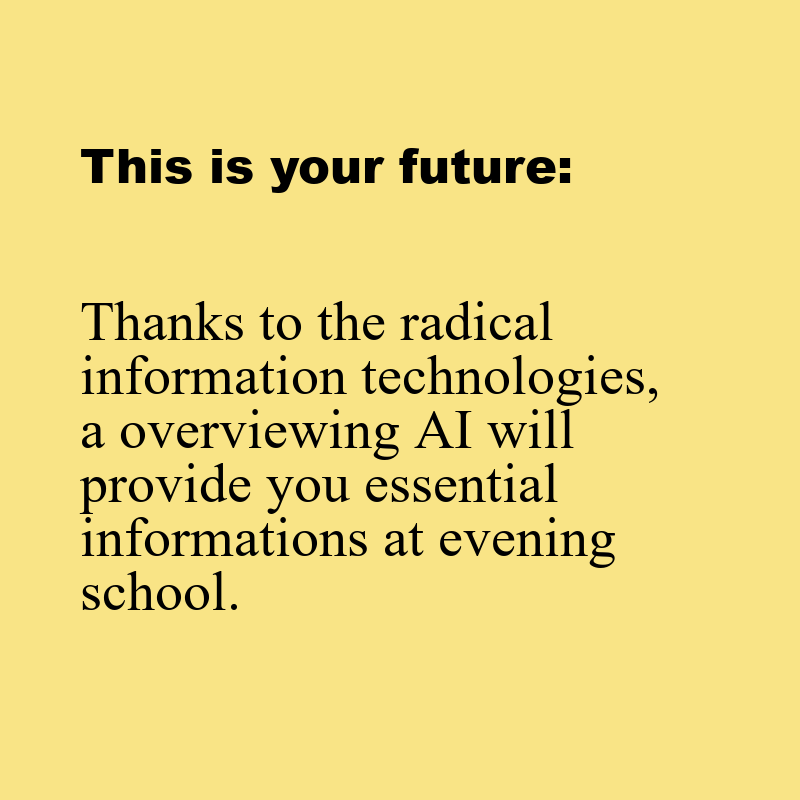 This is your future:
Thanks to the radical
information technologies,
a overviewing AI will
provide you essential
informations at evening
school.